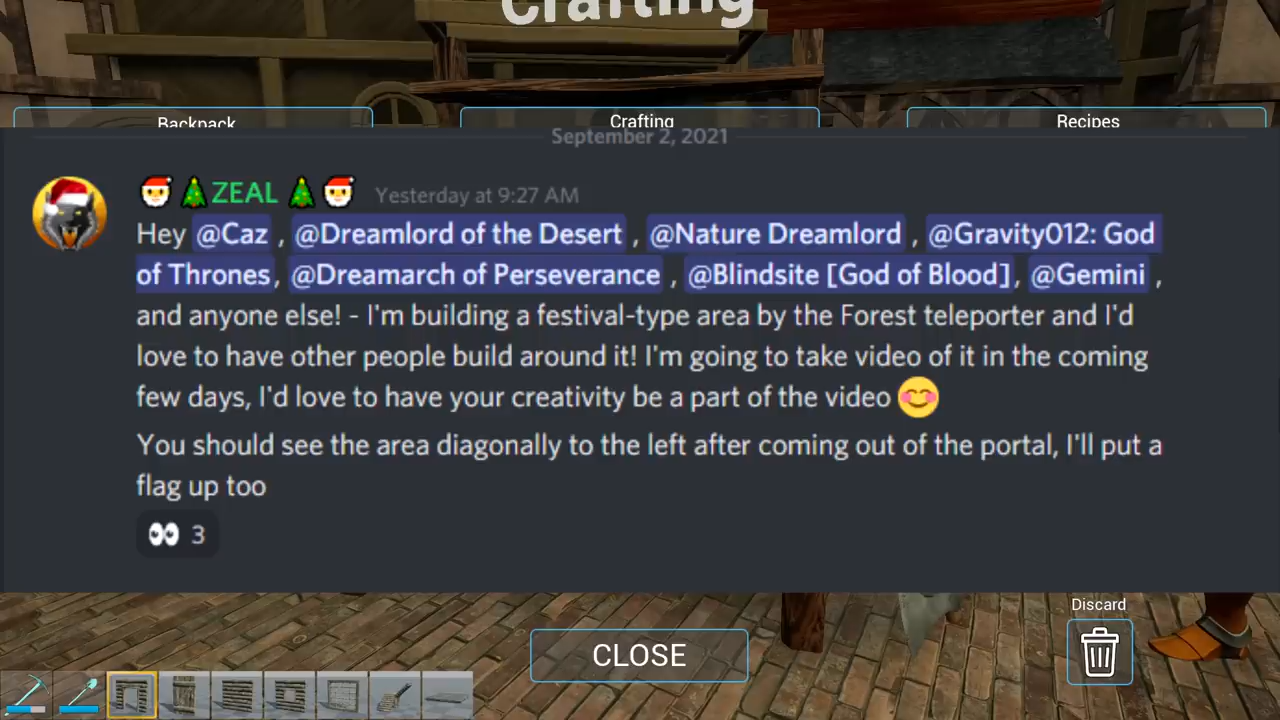 Crafting
Backpack
Crafting
Recipes
September 2, 2021
🎅🎄ZEAL🎄🎅 Yesterday at 9:27 AM
Hey @Caz , @Dreamlord of the Desert , @Nature Dreamlord , @Gravity012: God
of Thrones, @Dreamarch of Perseverance , @Blindsite [God of Blood], @Gemini ,
and anyone else! - I'm building a festival-type area by the Forest teleporter and I'd
love to have other people build around it! I'm going to take video of it in the coming
few days, I'd love to have your creativity be a part of the video 😊
You should see the area diagonally to the left after coming out of the portal, I'll put a
flag up too
👀 3
Discard
CLOSE